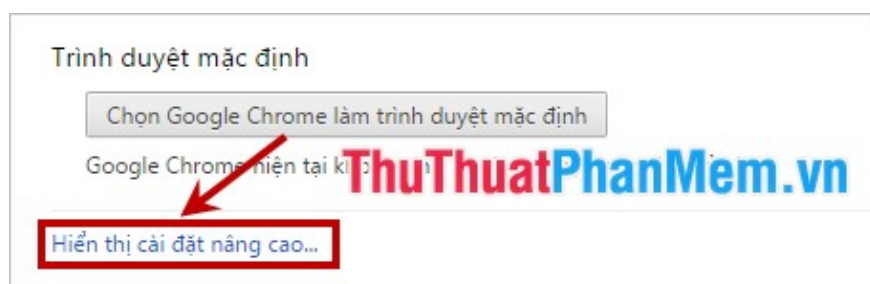 Trình duyệt mặc định
Chọn Google Chrome làm trình duyệt mặc định
Google Chrome hiện tại
ThuThuatPhanMem.vn
Hiển thị cài đặt nâng cao...